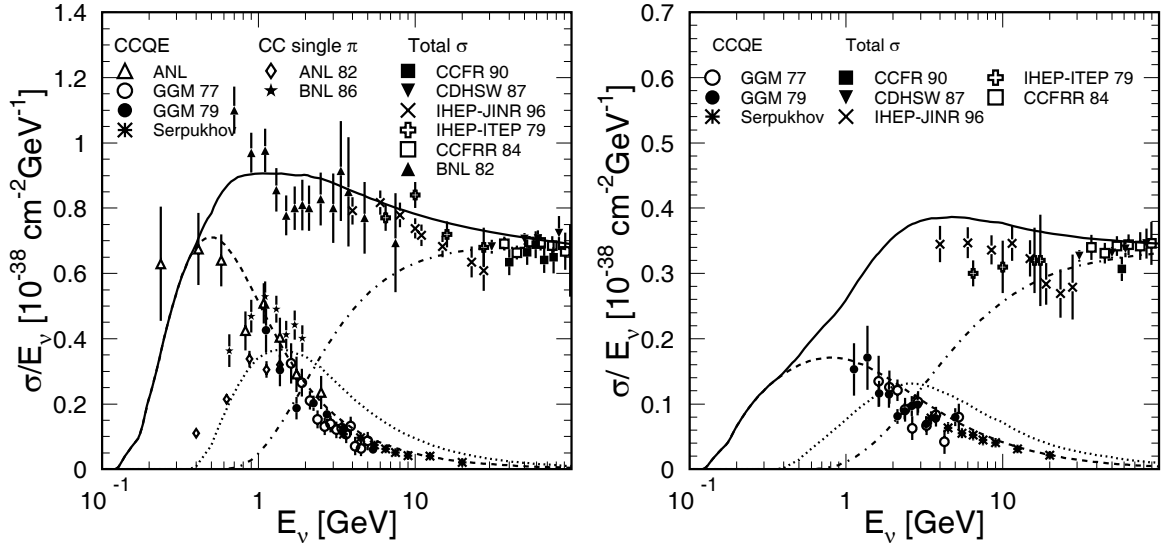 σ/E_ν [10^-38 cm^-2GeV^-1]
1.4
1.2
1
0.8
0.6
0.4
0.2
0
CCQE
ANL
GGM 77
GGM 79
Serpukhov
CC single π
ANL 82
BNL 86
Total σ
CCFR 90
CDHSW 87
IHEP-JINR 96
IHEP-ITEP 79
CCFRR 84
BNL 82
10^-1 1 10
E_ν [GeV]
σ/ E_ν [10^-38 cm^-2GeV^-1]
0.7
0.6
0.5
0.4
0.3
0.2
0.1
0
CCQE
GGM 77
GGM 79
Serpukhov
Total σ
CCFR 90
CDHSW 87
IHEP-JINR 96
IHEP-ITEP 79
CCFRR 84
10^-1 1 10
E_ν [GeV]